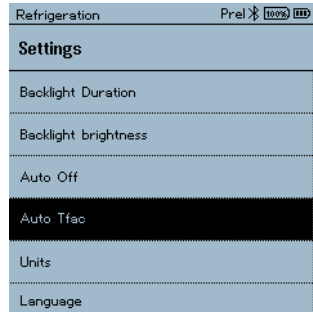 Refrigeration Prel 100%
Settings
Backlight Duration
Backlight brightness
Auto Off
Auto Tfac
Units
Language